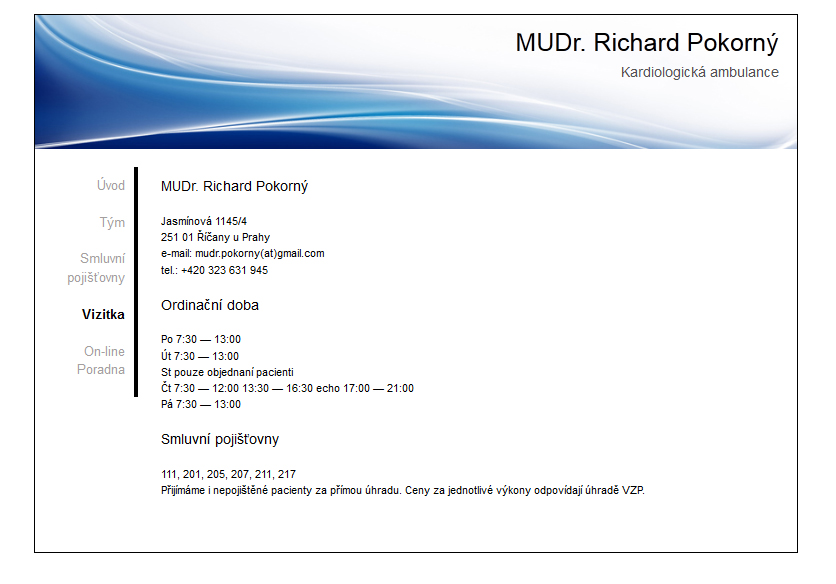 MUDr. Richard Pokorný
Kardiologická ambulance
Úvod
Tým
Smluvní
pojišťovny
Vizitka
On-line
Poradna
MUDr. Richard Pokorný
Jasmínová 1145/4
251 01 Říčany u Prahy
e-mail: mudr.pokorny(at)gmail.com
tel.: +420 323 631 945
Ordinační doba
Po 7:30 — 13:00
Út 7:30 — 13:00
St pouze objednaní pacienti
Čt 7:30 — 12:00 13:30 — 16:30 echo 17:00 — 21:00
Pá 7:30 — 13:00
Smluvní pojišťovny
111, 201, 205, 207, 211, 217
Přijímáme i nepojištěné pacienty za přímou úhradu. Ceny za jednotlivé výkony odpovídají úhradě VZP.